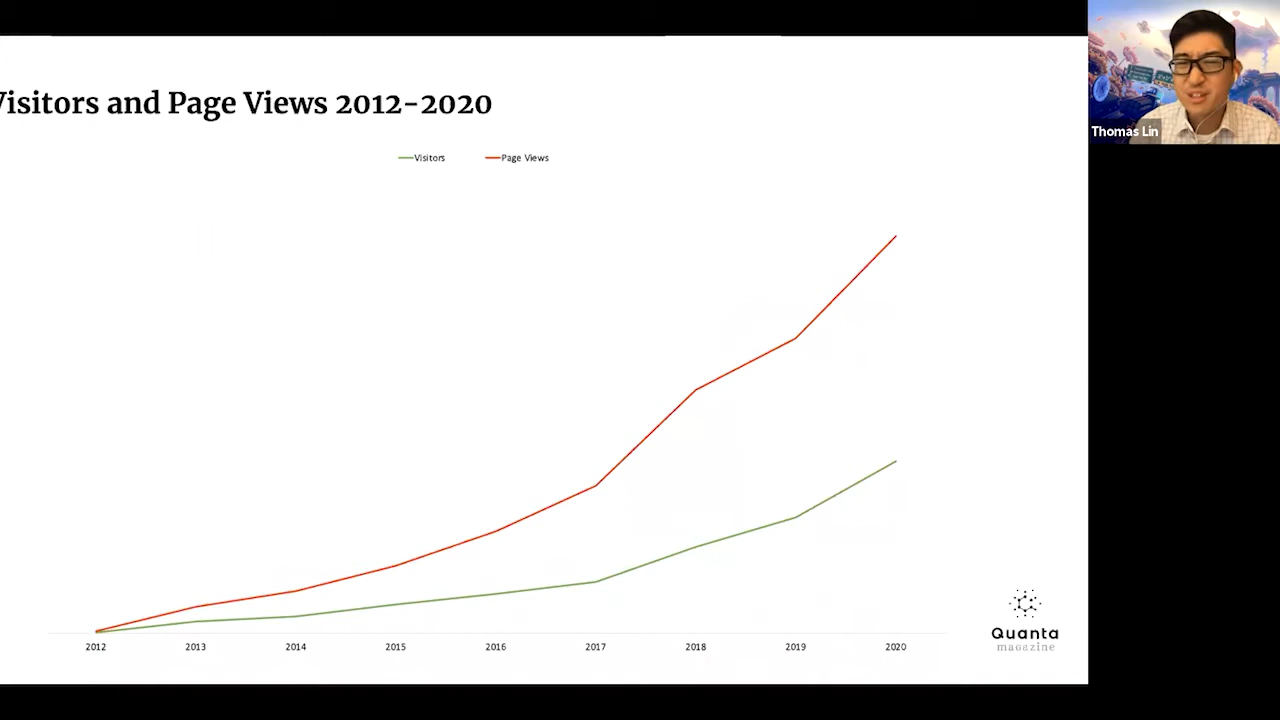 Visitors and Page Views 2012-2020
Visitors
Page Views
Thomas Lin
2012
2013
2014
2015
2016
2017
2018
2019
2020
Quanta
magazine